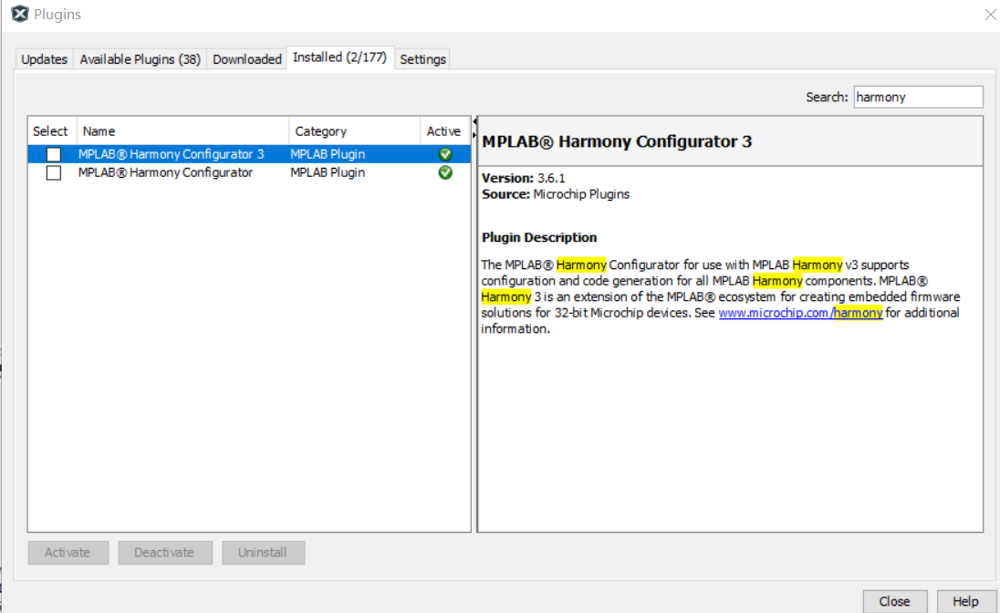 Plugins
Updates Available Plugins (38) Downloaded Installed (2/177) Settings
Search: harmony
Select Name Category Active
MPLAB® Harmony Configurator 3 MPLAB Plugin
MPLAB® Harmony Configurator MPLAB Plugin
MPLAB® Harmony Configurator 3
Version: 3.6.1
Source: Microchip Plugins
Plugin Description
The MPLAB® Harmony Configurator for use with MPLAB Harmony v3 supports
configuration and code generation for all MPLAB Harmony components. MPLAB®
Harmony 3 is an extension of the MPLAB® ecosystem for creating embedded firmware
solutions for 32-bit Microchip devices. See www.microchip.com/harmony for additional
information.
Activate Deactivate Uninstall
Close Help